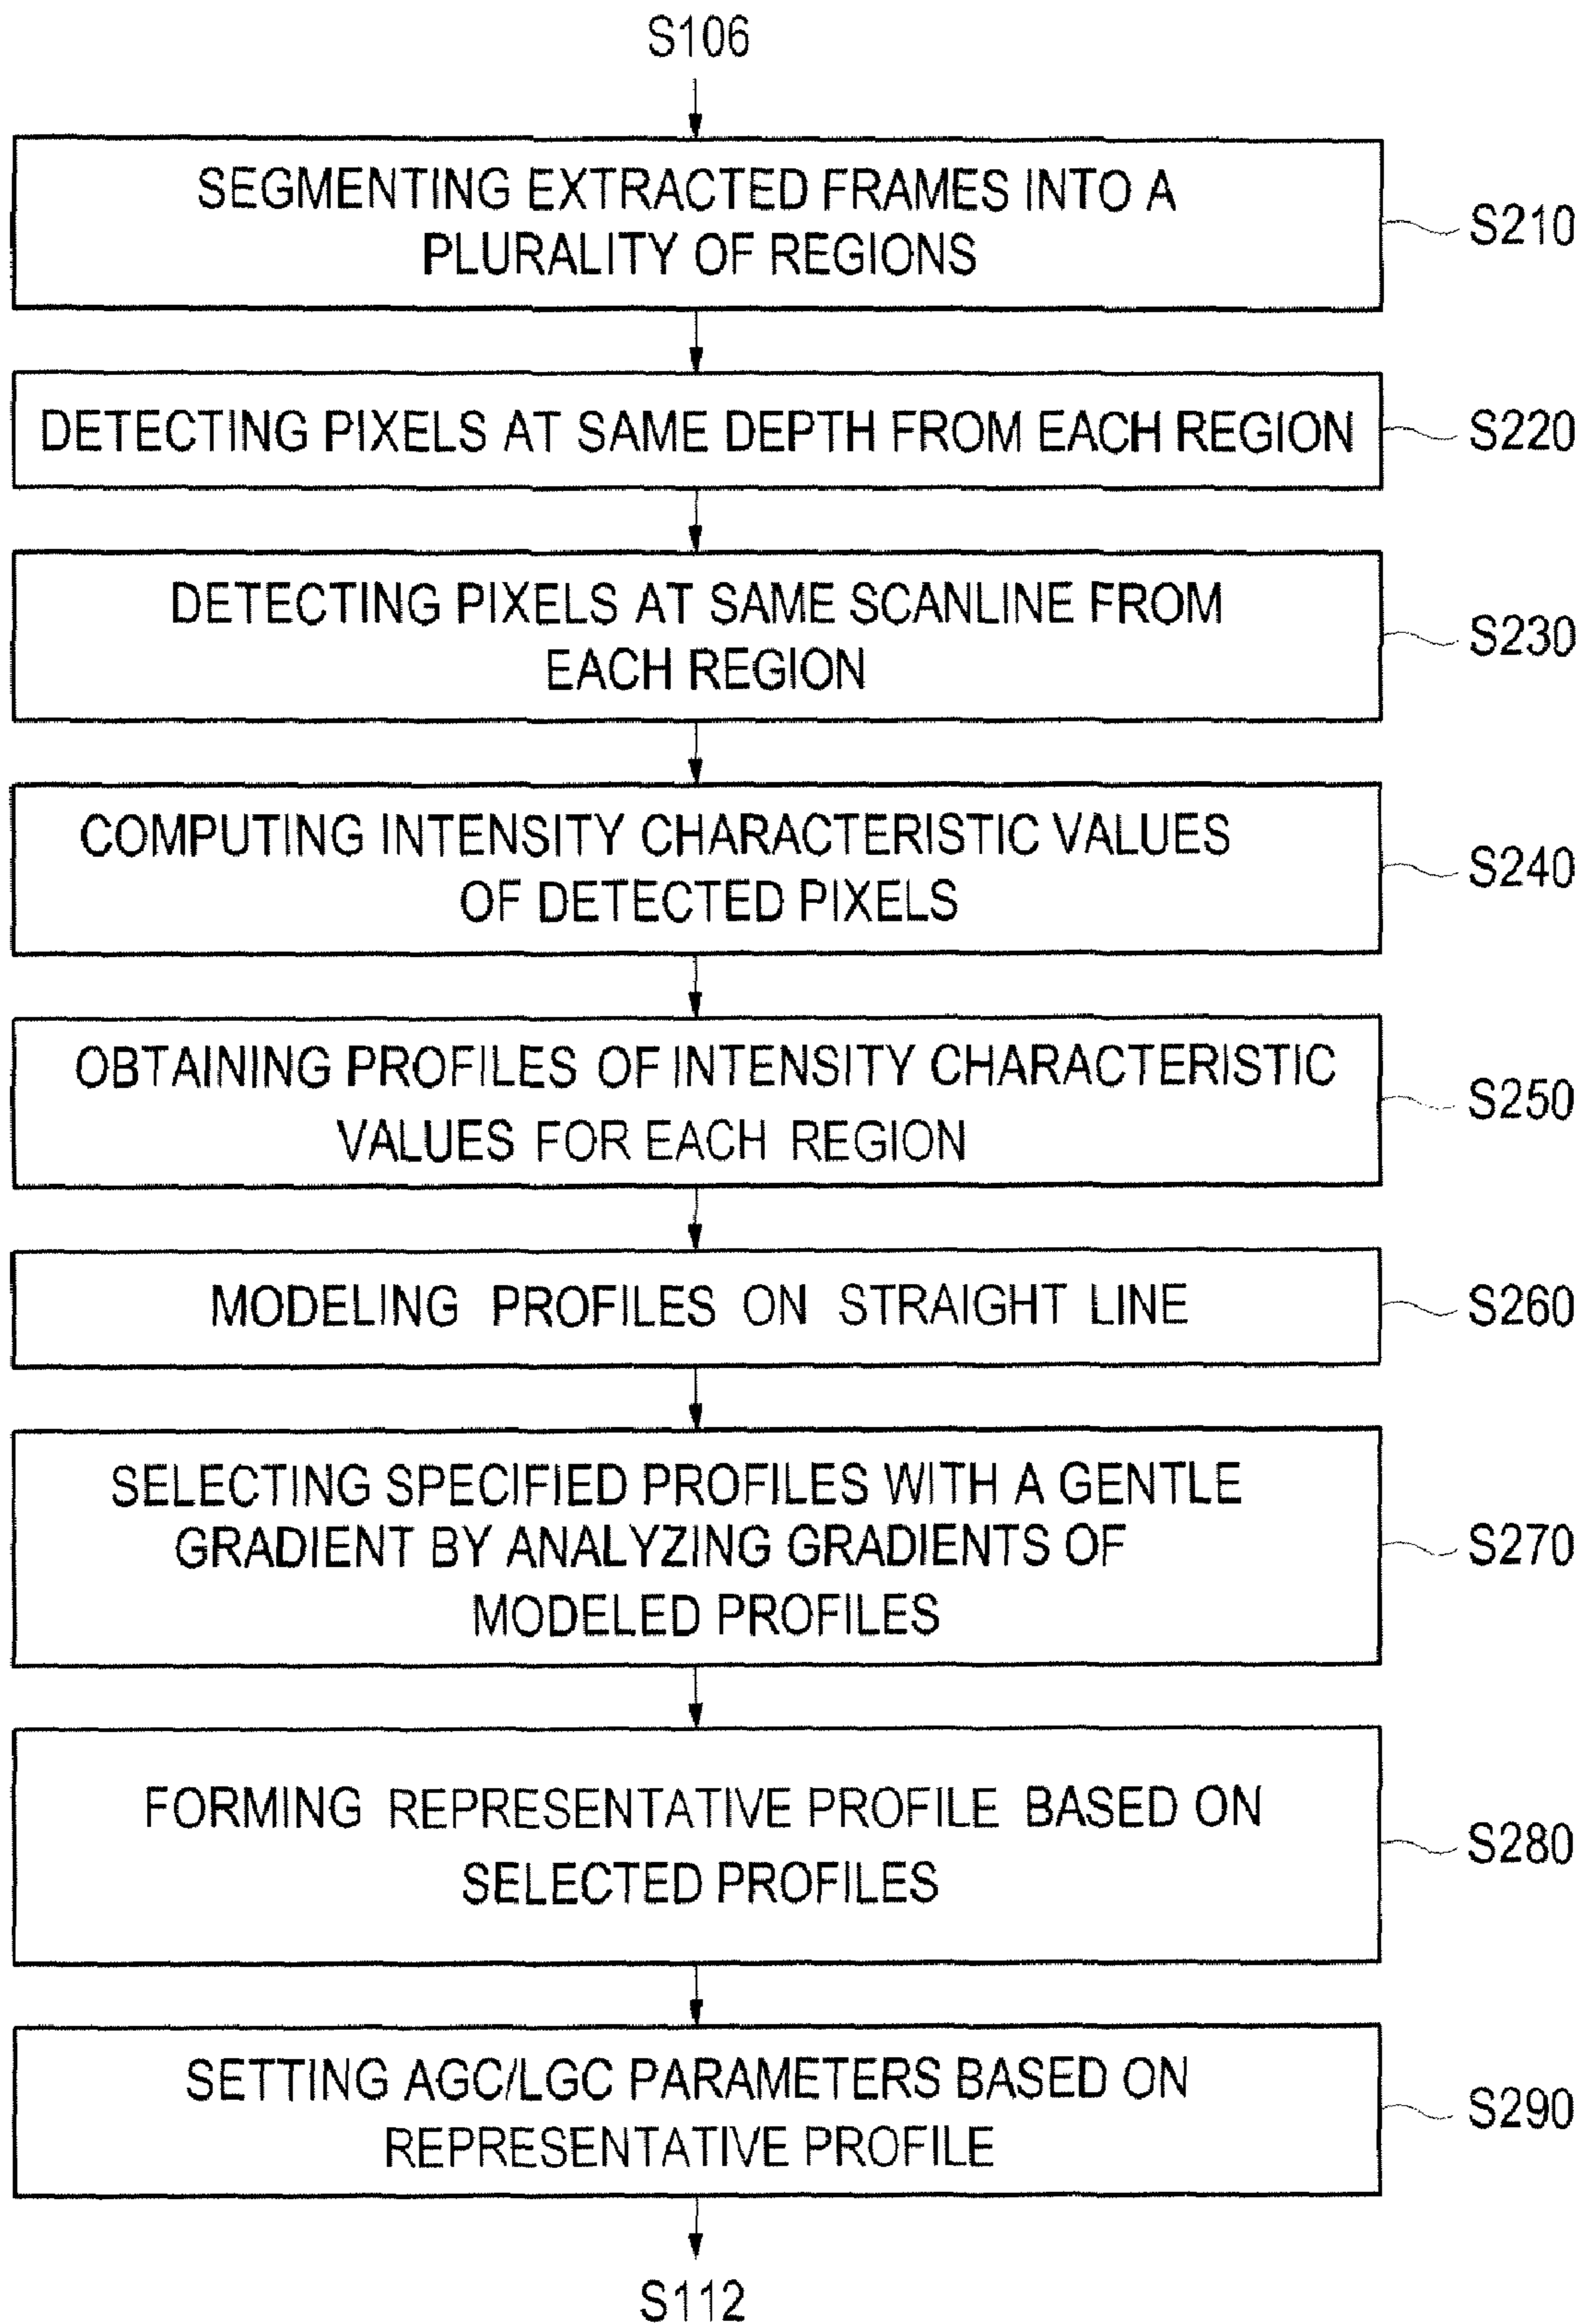 S106
SEGMENTING EXTRACTED FRAMES INTO A
PLURALITY OF REGIONS
S210
DETECTING PIXELS AT SAME DEPTH FROM EACH REGION
S220
DETECTING PIXELS AT SAME SCANLINE FROM
EACH REGION
S230
COMPUTING INTENSITY CHARACTERISTIC VALUES
OF DETECTED PIXELS
S240
OBTAINING PROFILES OF INTENSITY CHARACTERISTIC
VALUES FOR EACH REGION
S250
MODELING PROFILES ON STRAIGHT LINE
S260
SELECTING SPECIFIED PROFILES WITH A GENTLE
GRADIENT BY ANALYZING GRADIENTS OF
MODELED PROFILES
S270
FORMING REPRESENTATIVE PROFILE BASED ON
SELECTED PROFILES
S280
SETTING AGC/LGC PARAMETERS BASED ON
REPRESENTATIVE PROFILE
S290
S112